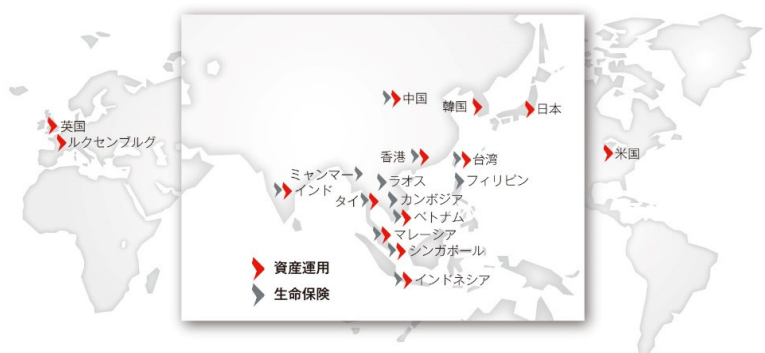 中国
韓国
日本
英国
ルクセンブルグ
米国
香港
台湾
ミャンマー
ラオス
フィリピン
インド
タイ
カンボジア
ベトナム
マレーシア
シンガポール
インドネシア
資産運用
生命保険